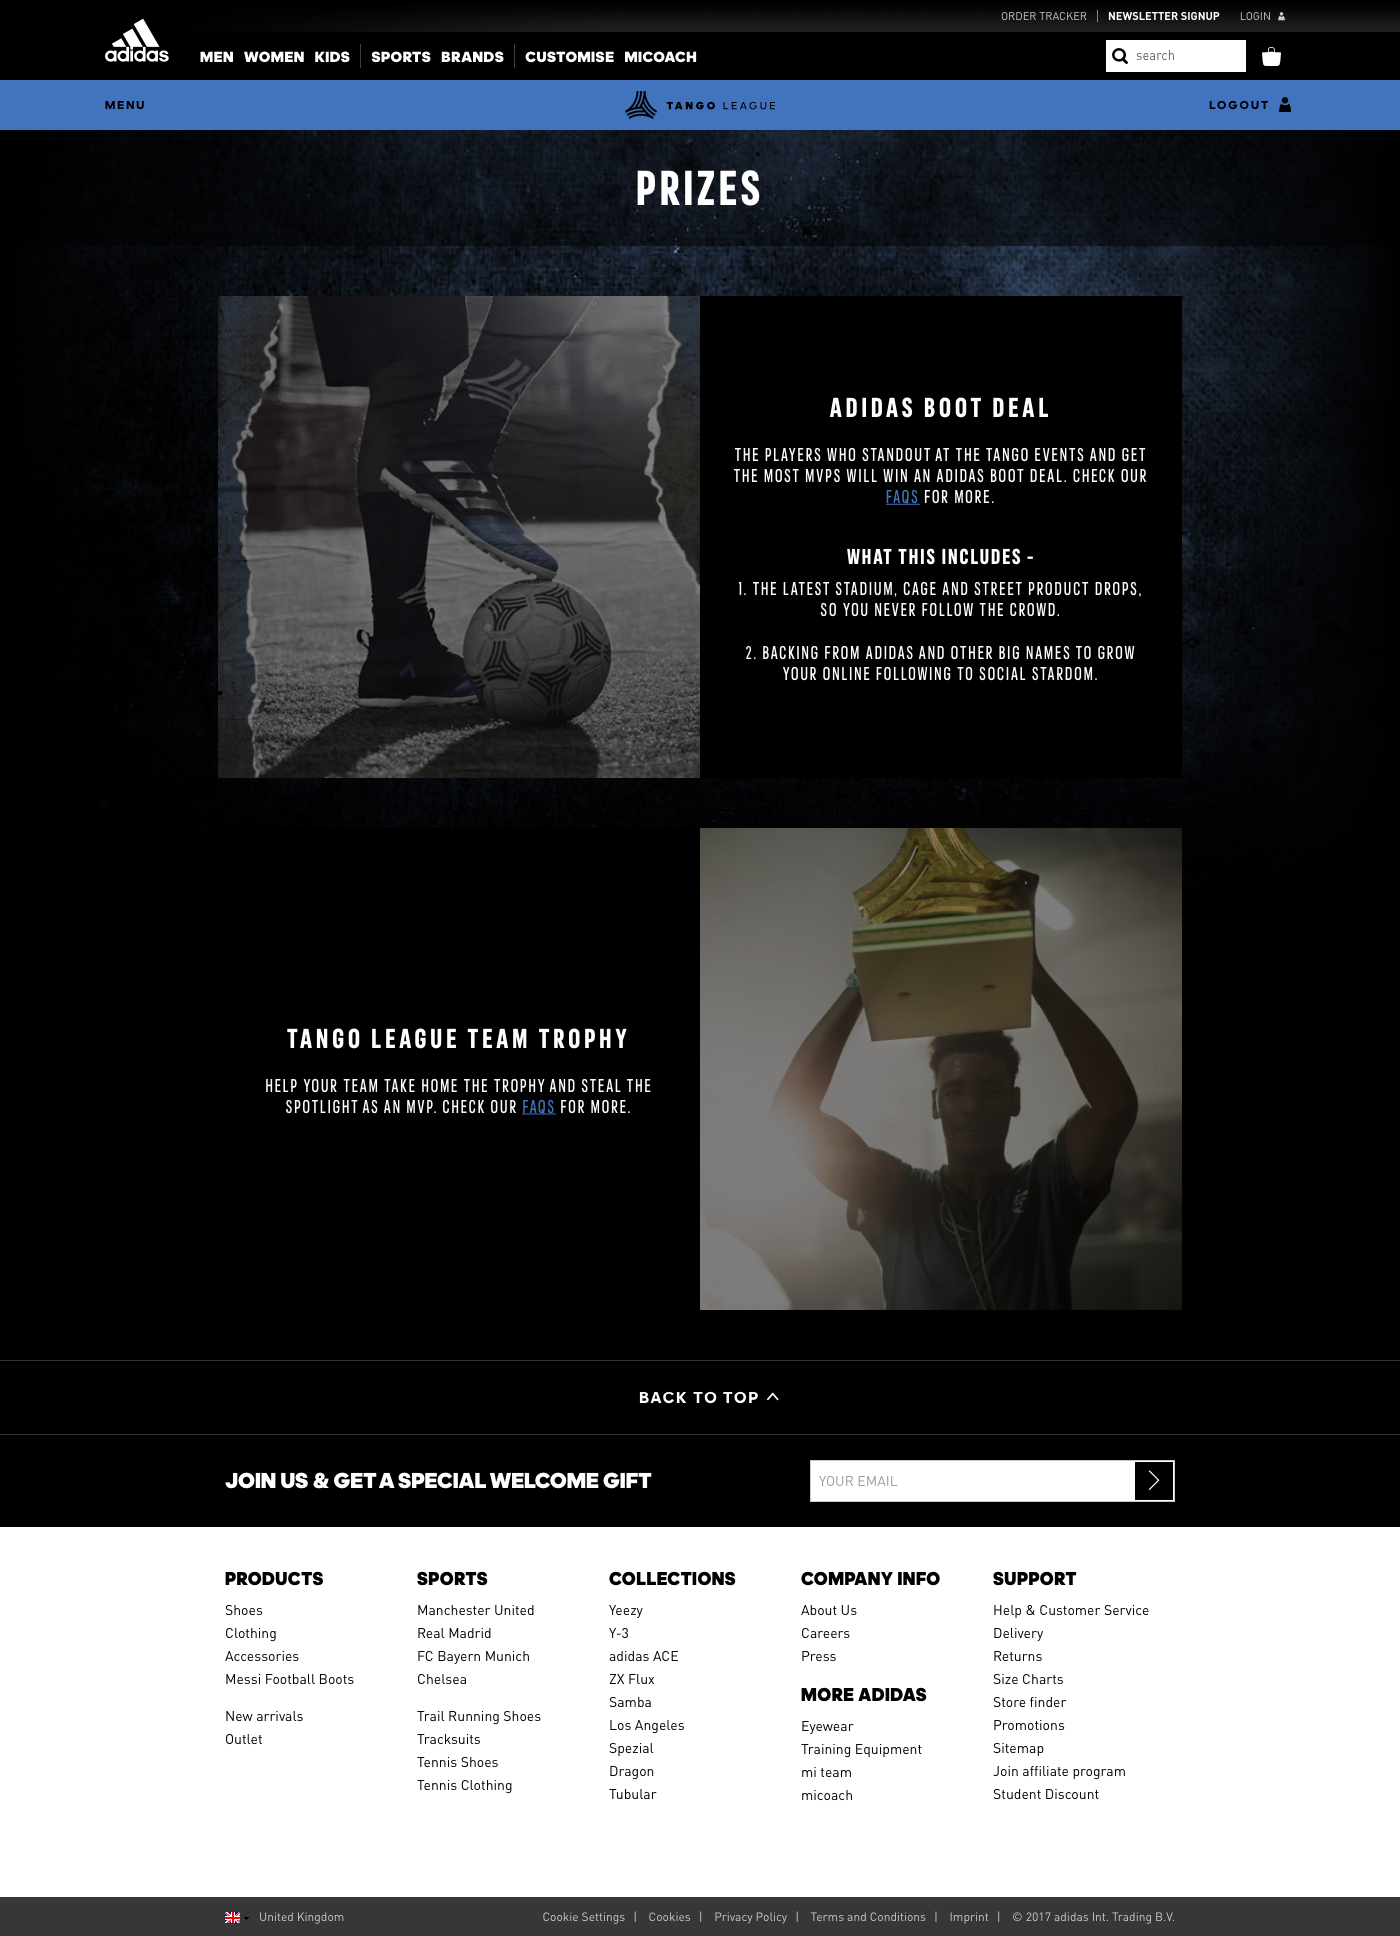 ORDER TRACKER | NEWSLETTER SIGNUP LOGIN
adidas
MEN WOMEN KIDS | SPORTS BRANDS | CUSTOMISE MICOACH
search
MENU
TANGO LEAGUE
LOGOUT
PRIZES
ADIDAS BOOT DEAL
THE PLAYERS WHO STANDOUT AT THE TANGO EVENTS AND GET
THE MOST MVPS WILL WIN AN ADIDAS BOOT DEAL. CHECK OUR
FAQS FOR MORE.
WHAT THIS INCLUDES -
1. THE LATEST STADIUM, CAGE AND STREET PRODUCT DROPS,
SO YOU NEVER FOLLOW THE CROWD.
2. BACKING FROM ADIDAS AND OTHER BIG NAMES TO GROW
YOUR ONLINE FOLLOWING TO SOCIAL STARDOM.
TANGO LEAGUE TEAM TROPHY
HELP YOUR TEAM TAKE HOME THE TROPHY AND STEAL THE
SPOTLIGHT AS AN MVP. CHECK OUR FAQS FOR MORE.
BACK TO TOP
JOIN US & GET A SPECIAL WELCOME GIFT
YOUR EMAIL
PRODUCTS
Shoes
Clothing
Accessories
Messi Football Boots
New arrivals
Outlet
SPORTS
Manchester United
Real Madrid
FC Bayern Munich
Chelsea
Trail Running Shoes
Tracksuits
Tennis Shoes
Tennis Clothing
COLLECTIONS
Yeezy
Y-3
adidas ACE
ZX Flux
Samba
Los Angeles
Spezial
Dragon
Tubular
COMPANY INFO
About Us
Careers
Press
MORE ADIDAS
Eyewear
Training Equipment
mi team
micoach
SUPPORT
Help & Customer Service
Delivery
Returns
Size Charts
Store finder
Promotions
Sitemap
Join affiliate program
Student Discount
United Kingdom
Cookie Settings | Cookies | Privacy Policy | Terms and Conditions | Imprint | © 2017 adidas Int. Trading B.V.